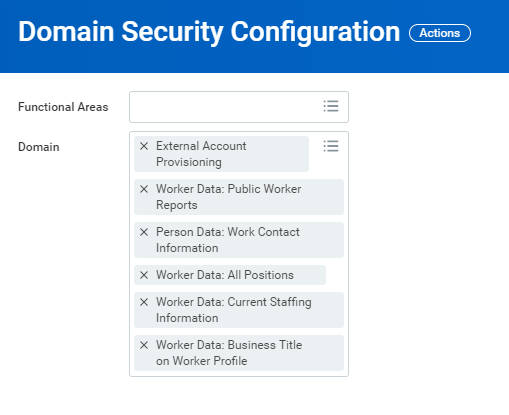 Domain Security Configuration Actions
Functional Areas
Domain
External Account
Provisioning
Worker Data: Public Worker
Reports
Person Data: Work Contact
Information
Worker Data: All Positions
Worker Data: Current Staffing
Information
Worker Data: Business Title
on Worker Profile